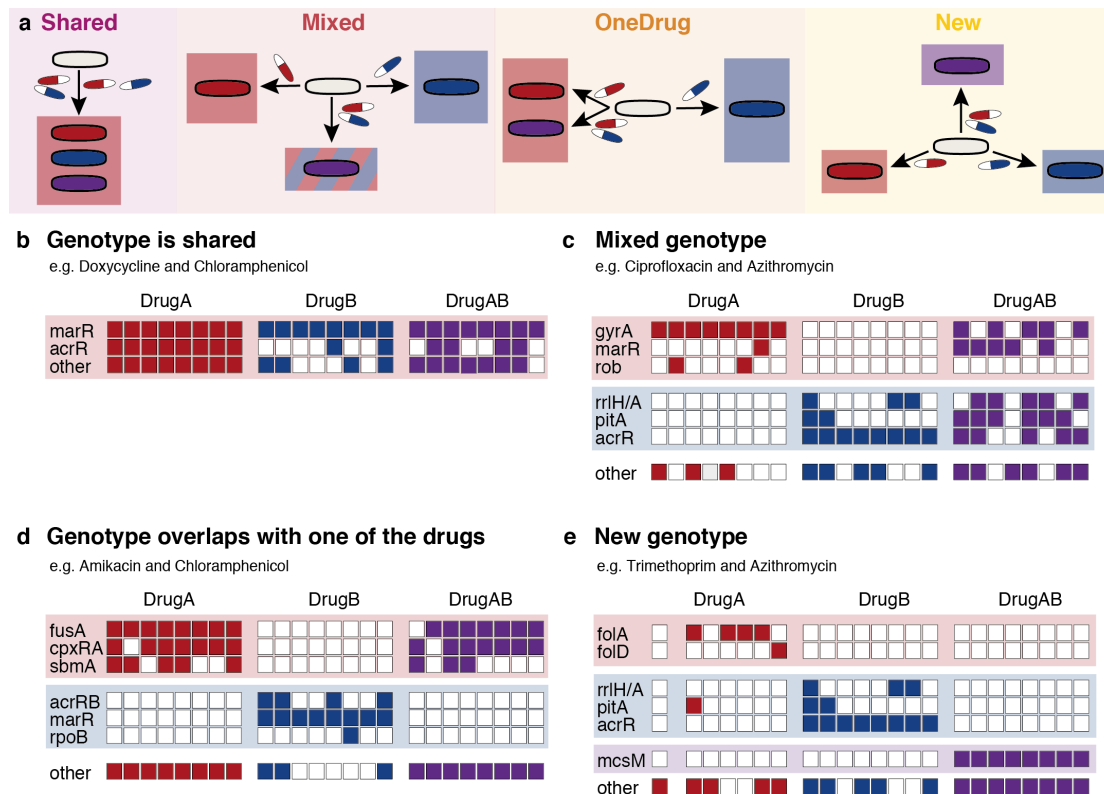 a Shared Mixed OneDrug New
b Genotype is shared
e.g. Doxycycline and Chloramphenicol
DrugA DrugB DrugAB
marR
acrR
other
c Mixed genotype
e.g. Ciprofloxacin and Azithromycin
DrugA DrugB DrugAB
gyrA
marR
rob
rrlH/A
pitA
acrR
other
d Genotype overlaps with one of the drugs
e.g. Amikacin and Chloramphenicol
DrugA DrugB DrugAB
fusA
cpxRA
sbmA
acrRB
marR
rpoB
other
e New genotype
e.g. Trimethoprim and Azithromycin
DrugA DrugB DrugAB
folA
folD
rrlH/A
pitA
acrR
mcsM
other